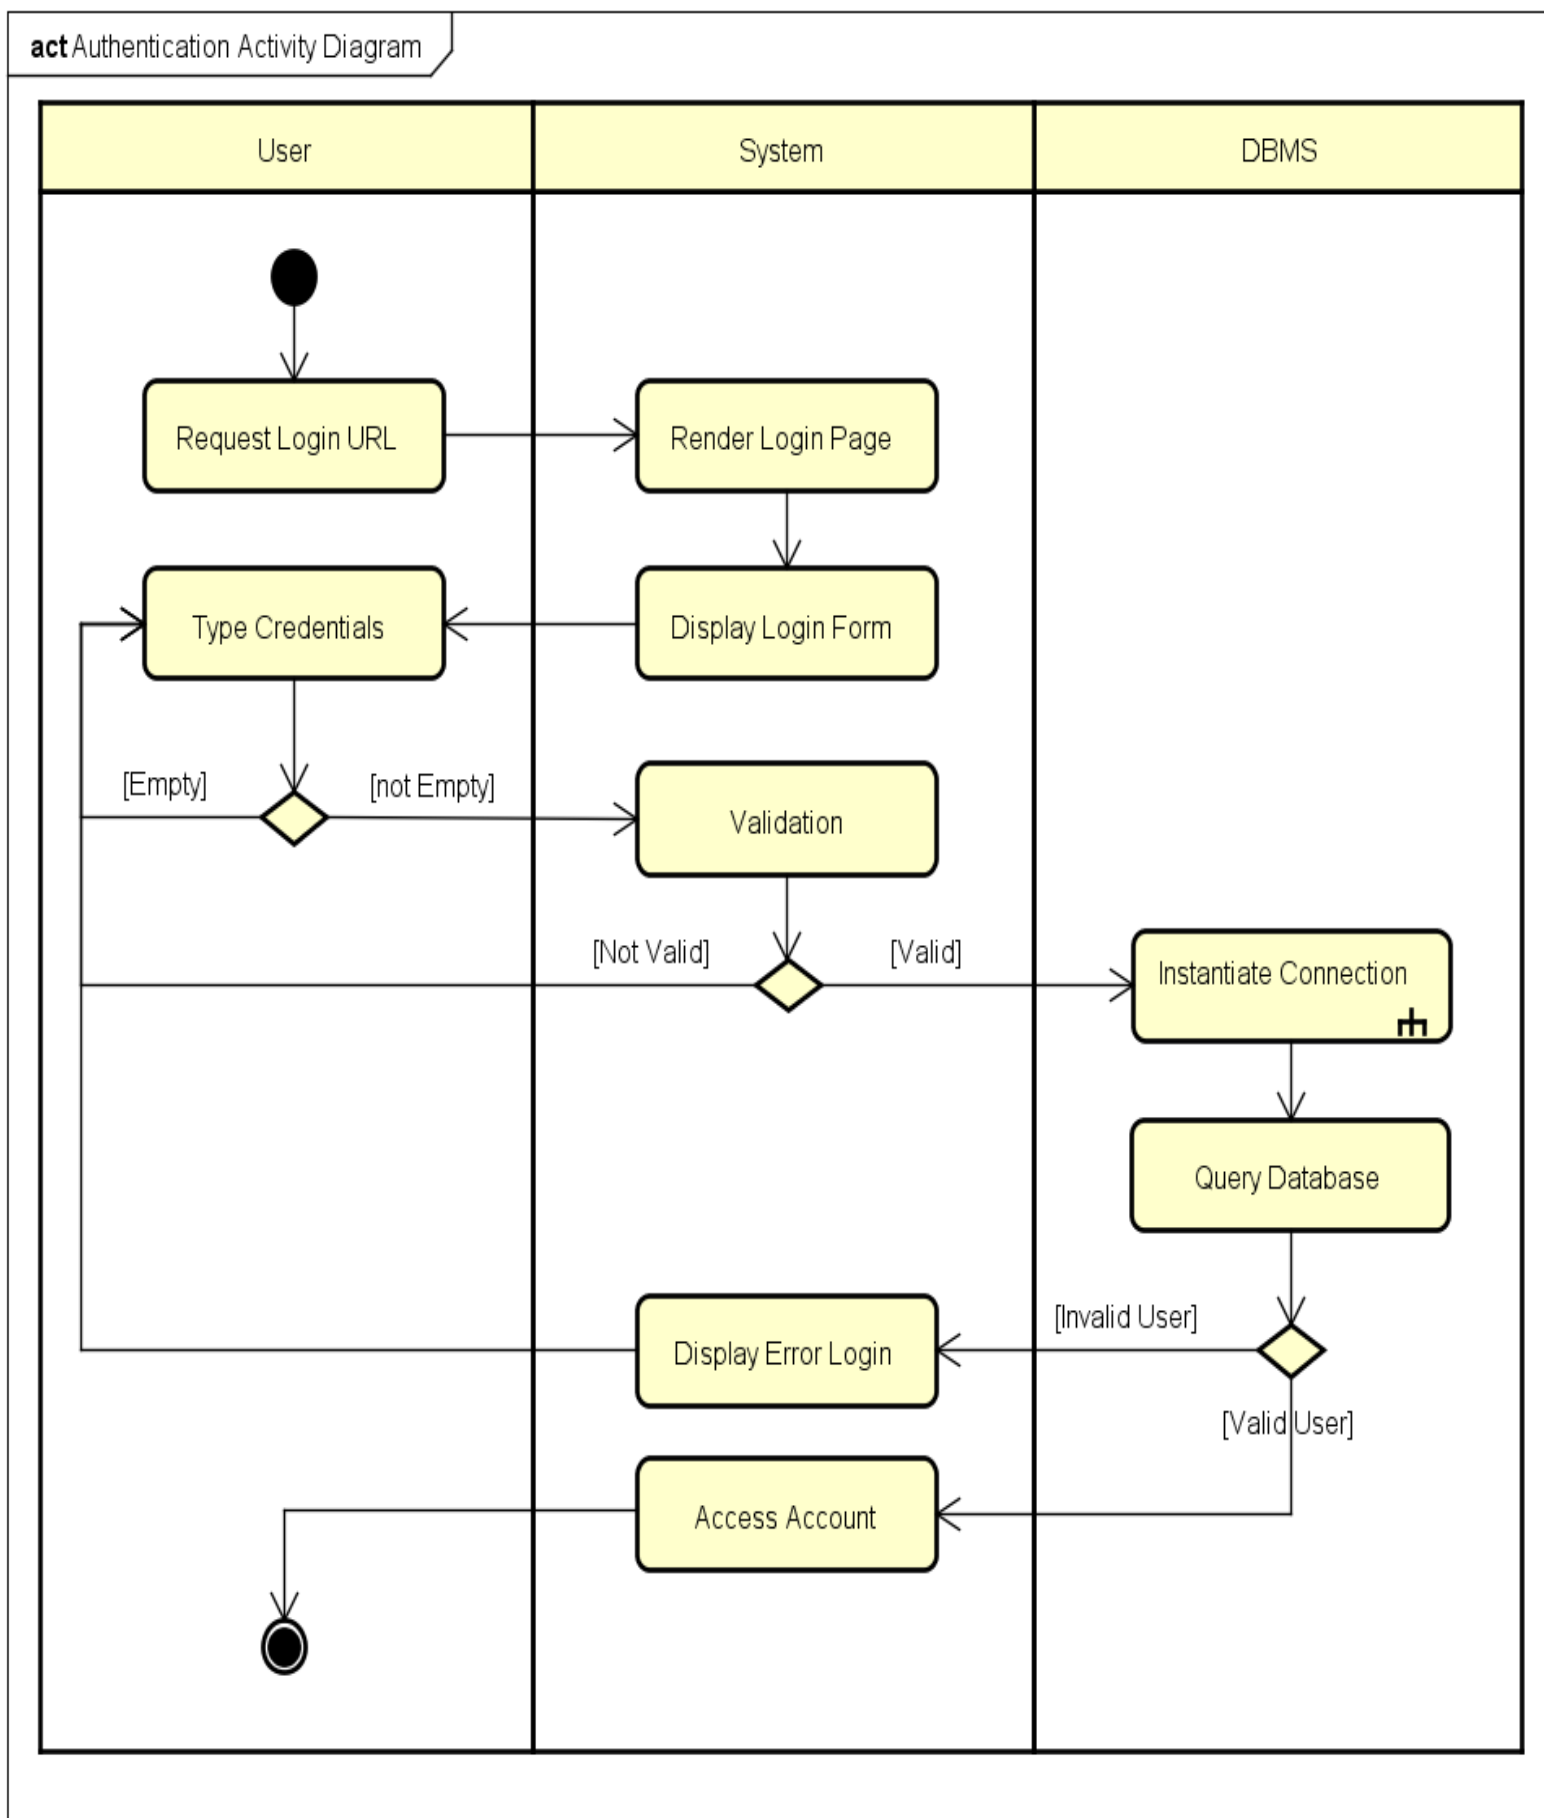 act Authentication Activity Diagram
User
System
DBMS
Request Login URL
Render Login Page
Type Credentials
Display Login Form
[Empty]
[not Empty]
Validation
[Not Valid]
[Valid]
Instantiate Connection
Query Database
[Invalid User]
Display Error Login
[Valid User]
Access Account